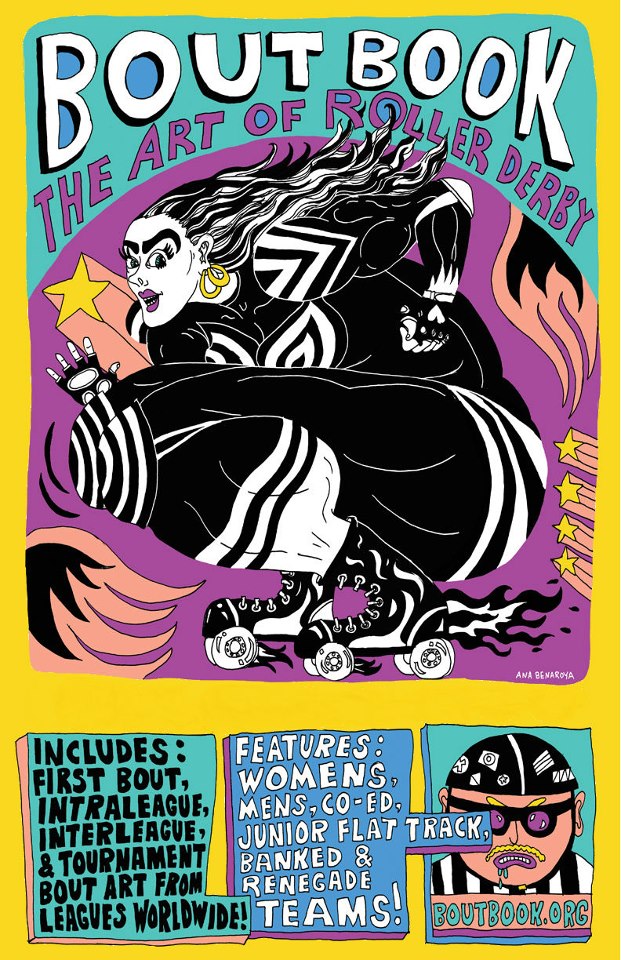 BOUT BOOK
THE ART OF ROLLER DERBY
ANA BENAROYA
INCLUDES:
FIRST BOUT,
INTRALEAGUE,
INTERLEAGUE,
& TOURNAMENT
BOUT ART FROM
LEAGUES WORLDWIDE!
FEATURES:
WOMENS,
MENS, CO-ED,
JUNIOR FLAT TRACK,
BANKED &
RENEGADE
TEAMS!
BOUTBOOK.ORG